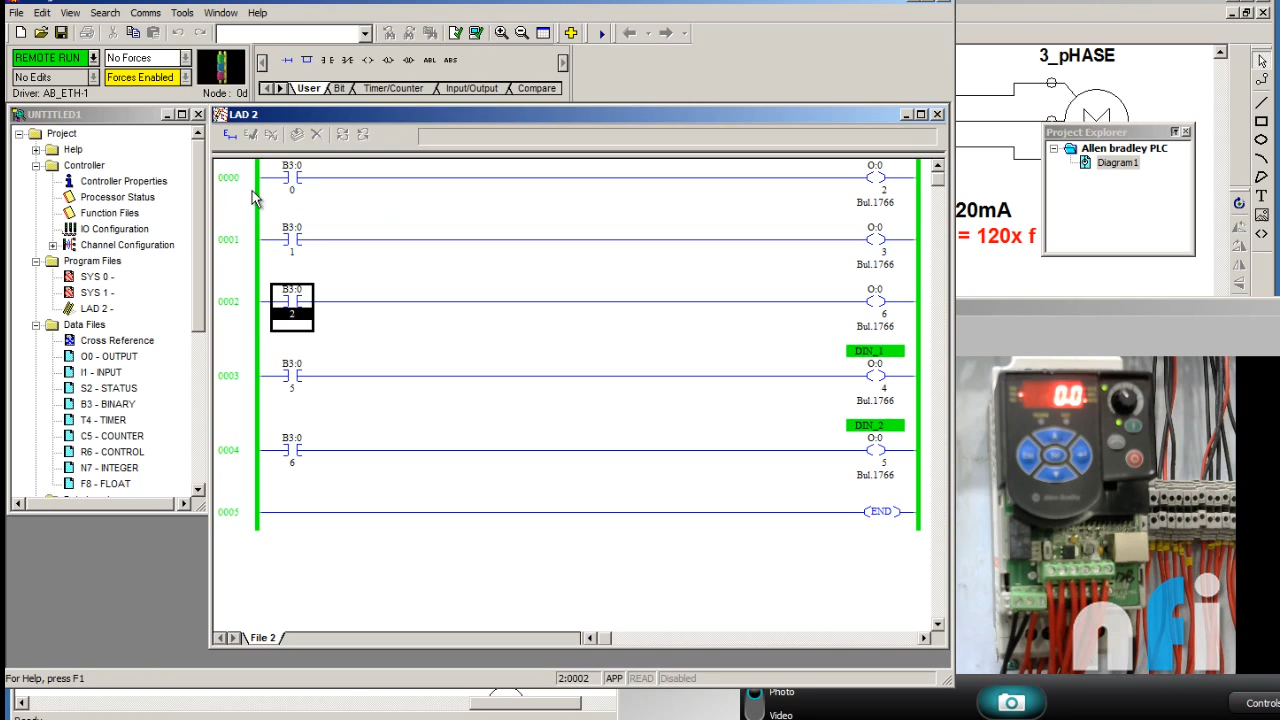 File Edit View Search Comms Tools Window Help
REMOTE RUN No Forces
No Edits Forces Enabled
Driver: AB_ETH-1 Node : 0d
User Bit Timer/Counter Input/Output Compare
ABL ABS
UNTITLED1
Project
Help
Controller
Controller Properties
Processor Status
Function Files
IO Configuration
Channel Configuration
Program Files
SYS 0 -
SYS 1 -
LAD 2 -
Data Files
Cross Reference
O0 - OUTPUT
I1 - INPUT
S2 - STATUS
B3 - BINARY
T4 - TIMER
C5 - COUNTER
R6 - CONTROL
N7 - INTEGER
F8 - FLOAT
LAD 2
B3:0 O:0
0000
0 2
Bul.1766
B3:0 O:0
0001
1 3
Bul.1766
B3:0 O:0
0002
2 6
Bul.1766
DIN_1
B3:0 O:0
0003
5 4
Bul.1766
DIN_2
B3:0 O:0
0004
6 5
Bul.1766
0005 END
File 2
For Help, press F1 2:0002 APP READ Disabled
3_pHASE
M
Project Explorer
Allen bradley PLC
Diagram1
20mA
= 120x f
0.0
Allen-Bradley
nfi
Photo
Video
Controls